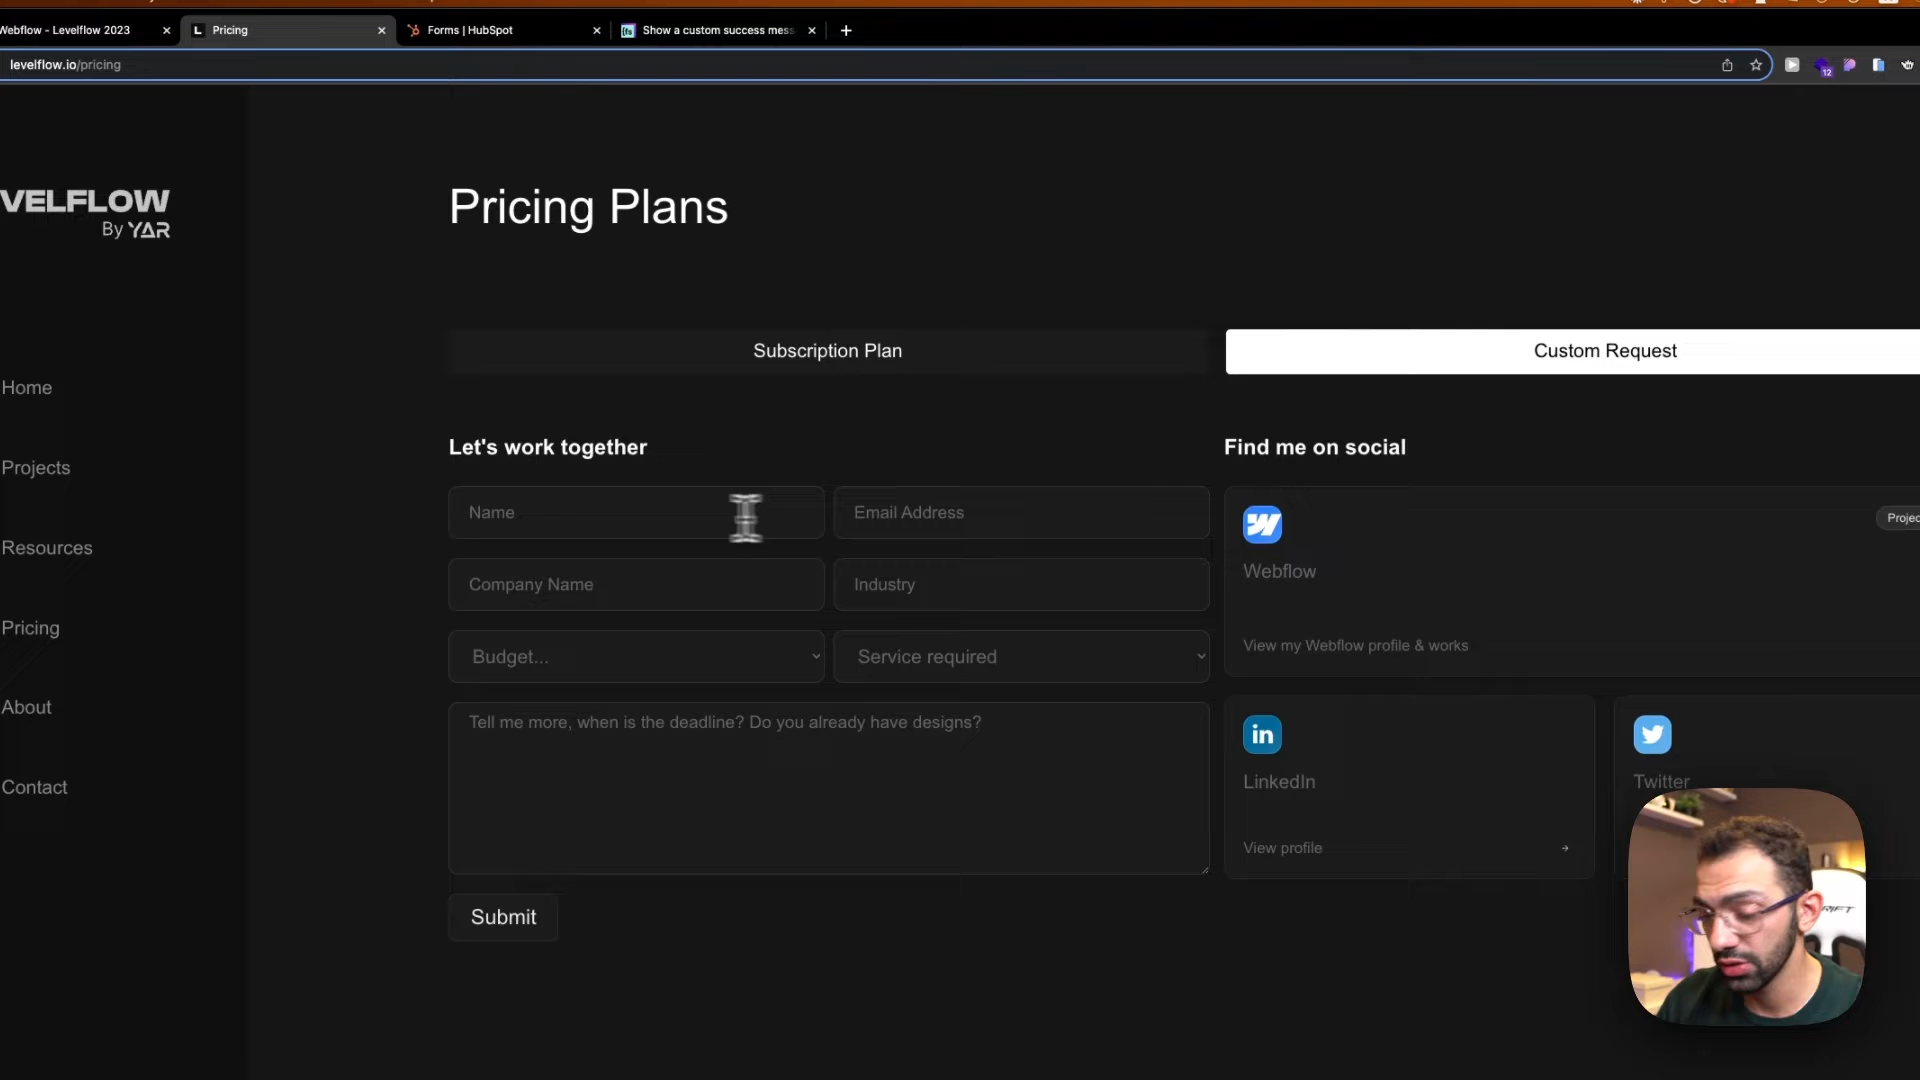 Webflow - Levelflow 2023
Pricing
Forms | HubSpot
Show a custom success mess
levelflow.io/pricing
12
VELFLOW
By YAR
Home
Projects
Resources
Pricing
About
Contact
Pricing Plans
Subscription Plan
Custom Request
Let's work together
Name
Email Address
Company Name
Industry
Budget...
Service required
Tell me more, when is the deadline? Do you already have designs?
Submit
Find me on social
Projec
Webflow
View my Webflow profile & works
in
LinkedIn
View profile
Twitter